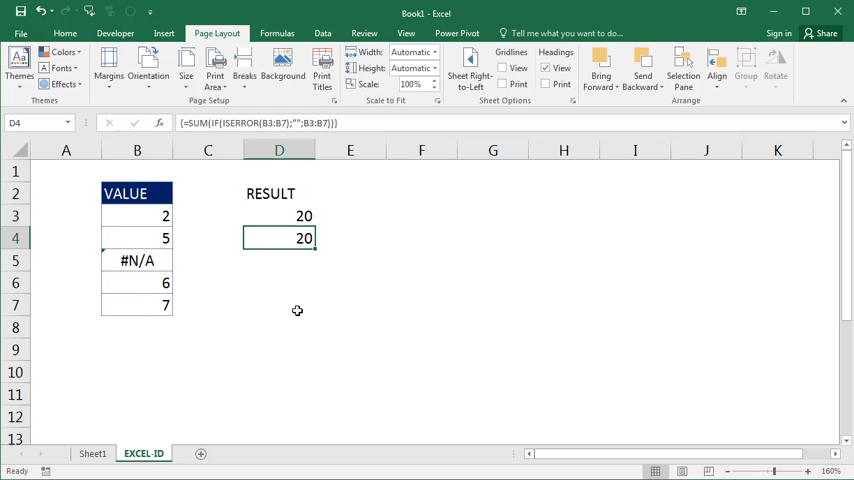 Book1 - Excel
File Home Developer Insert Page Layout Formulas Data Review View Power Pivot Tell me what you want to do... Sign in Share
Themes
Colors
Fonts
Effects
Themes
Margins
Orientation
Size
Print Area
Breaks
Background
Print Titles
Page Setup
Width: Automatic
Height: Automatic
Scale: 100%
Scale to Fit
Gridlines
View
Print
Headings
View
Print
Sheet Options
Sheet Right-to-Left
Bring Forward
Send Backward
Selection Pane
Align
Group
Rotate
Arrange
D4 fx {=SUM(IF(ISERROR(B3:B7);"";B3:B7))}
A B C D E F G H I J K
1
2 VALUE RESULT
3 2 20
4 5 20
5 #N/A
6 6
7 7
8
9
10
11
12
13
Sheet1 EXCEL-ID
Ready 160%